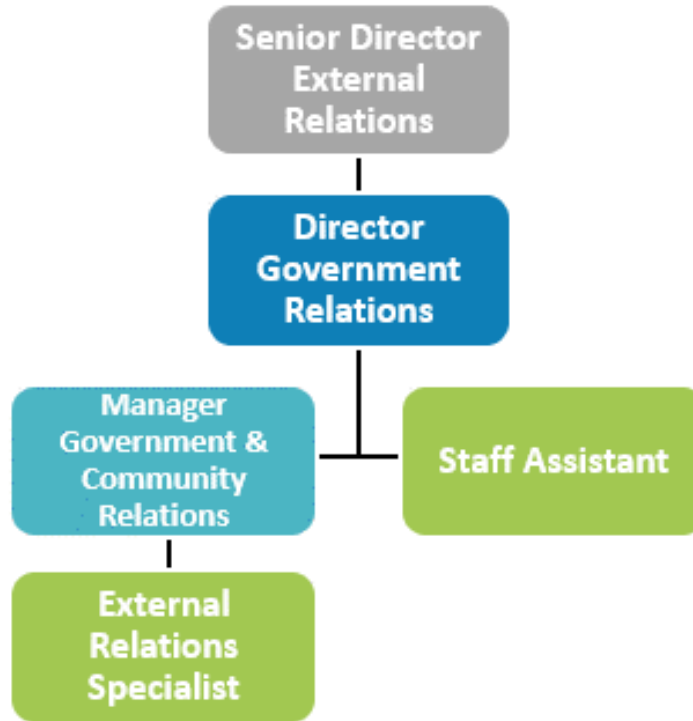 Senior Director
External
Relations
Director
Government
Relations
Manager
Government &
Community
Relations
Staff Assistant
External
Relations
Specialist